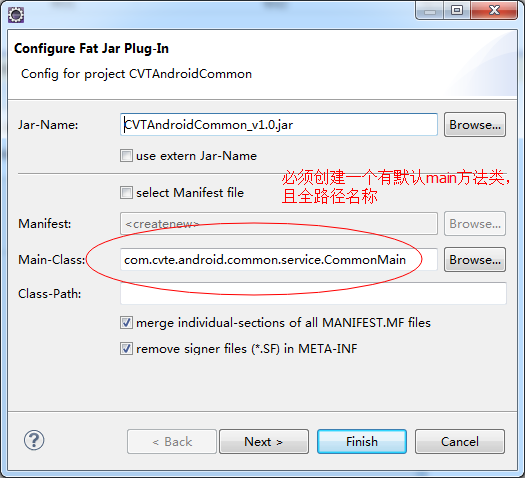 Configure Fat Jar Plug-In
Config for project CVTAndroidCommon
Jar-Name:
CVTAndroidCommon_v1.0.jar
Browse...
use extern Jar-Name
必须创建一个有默认main方法类，
且全路径名称
select Manifest file
Manifest:
<createnew>
Browse...
Main-Class:
com.cvte.android.common.service.CommonMain
Browse...
Class-Path:
merge individual-sections of all MANIFEST.MF files
remove signer files (*.SF) in META-INF
?
< Back
Next >
Finish
Cancel